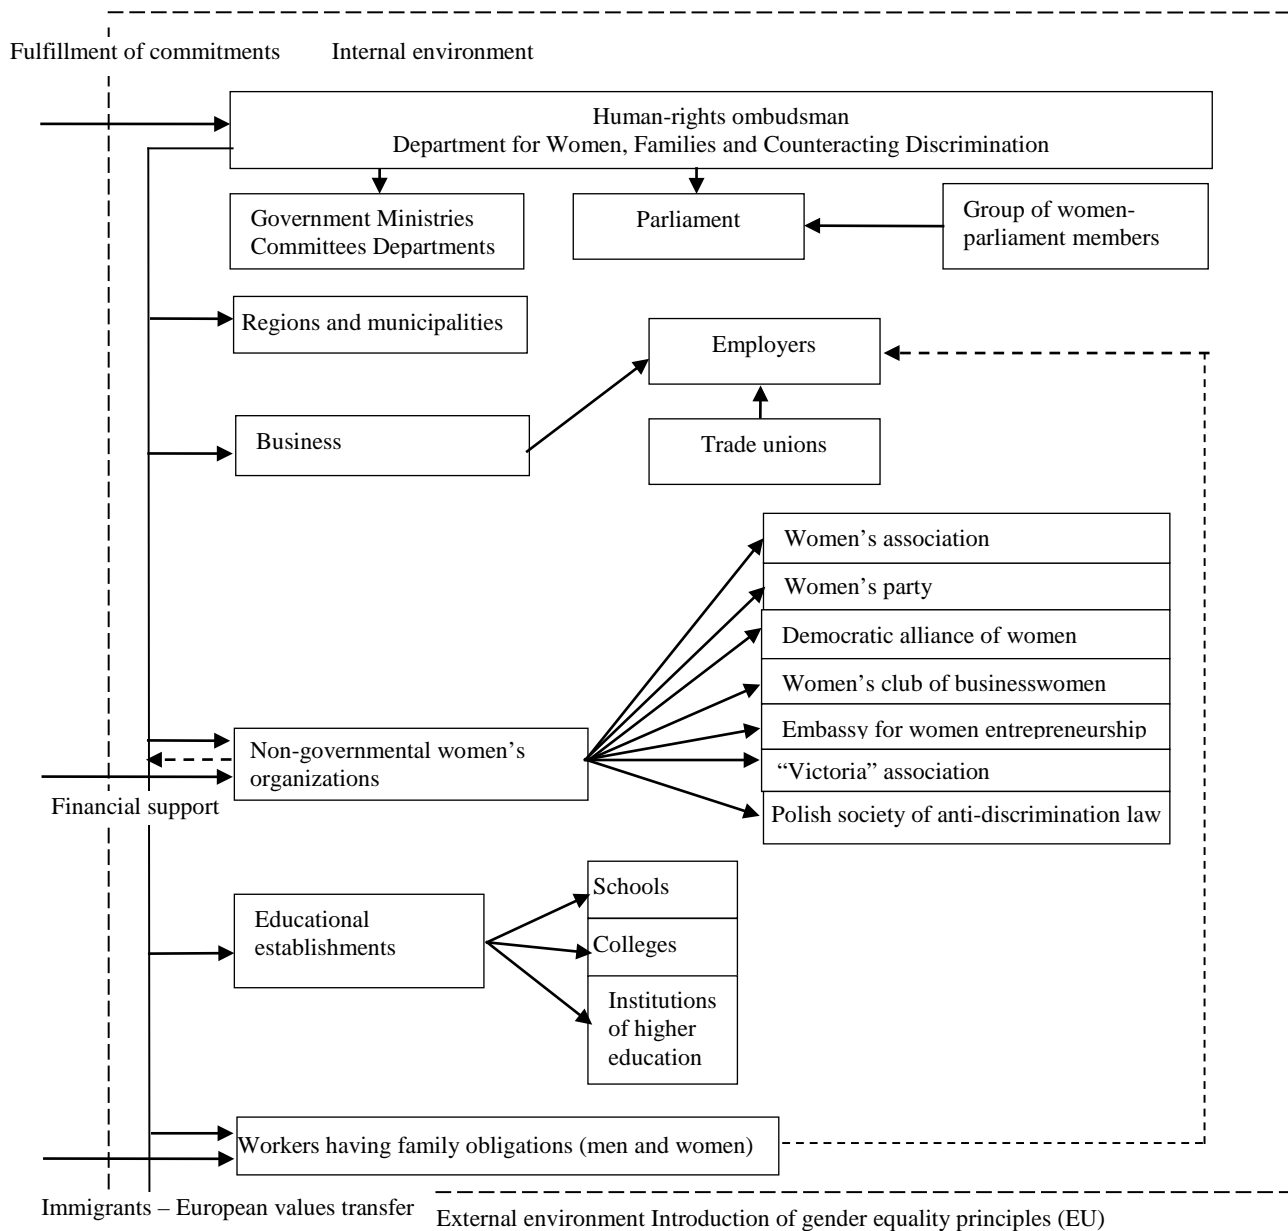 Fulfillment of commitments
Internal environment
Human-rights ombudsman
Department for Women, Families and Counteracting Discrimination
Government Ministries
Committees Departments
Parliament
Group of women-
parliament members
Regions and municipalities
Employers
Business
Trade unions
Women’s association
Women’s party
Democratic alliance of women
Women’s club of businesswomen
Embassy for women entrepreneurship
“Victoria” association
Polish society of anti-discrimination law
Non-governmental women’s
organizations
Financial support
Educational
establishments
Schools
Colleges
Institutions
of higher
education
Workers having family obligations (men and women)
Immigrants – European values transfer
External environment Introduction of gender equality principles (EU)